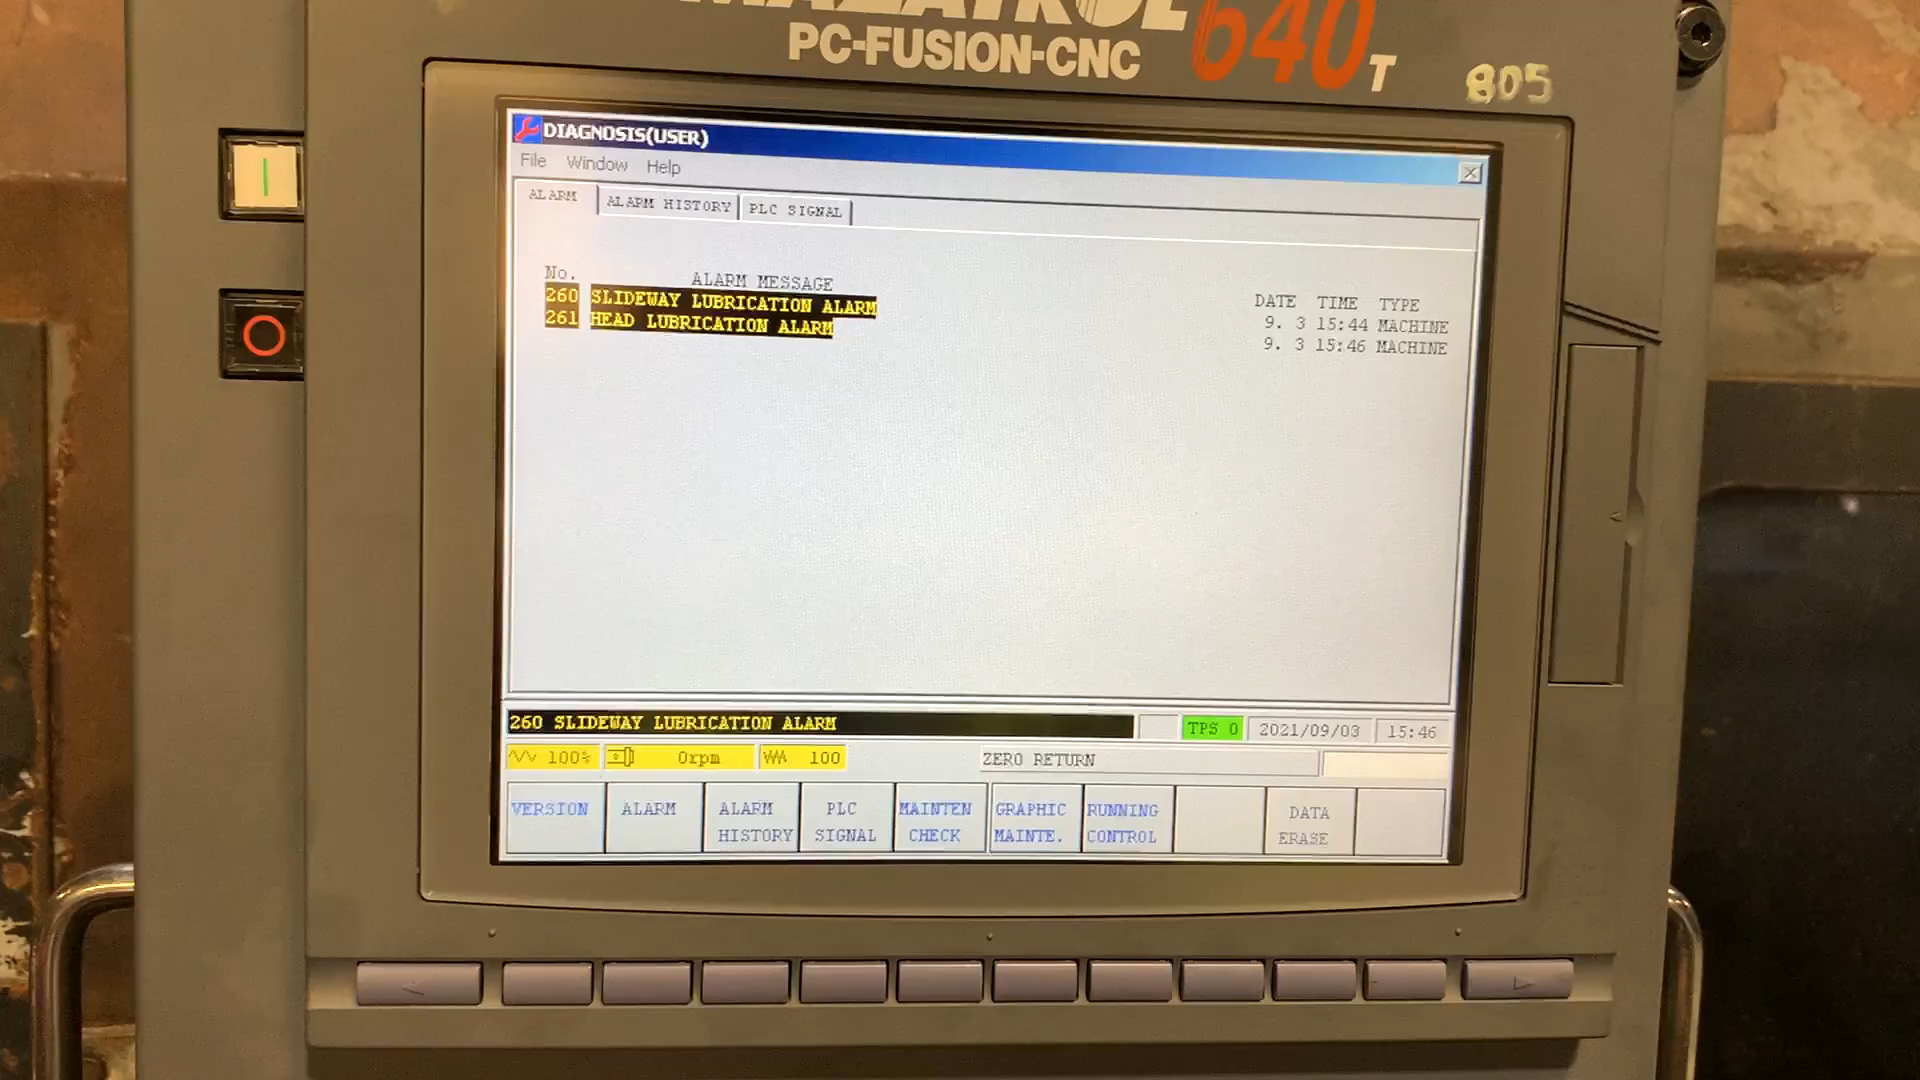 MAZATROL 640T
PC-FUSION-CNC
805
DIAGNOSIS(USER)
File Window Help
ALARM ALARM HISTORY PLC SIGNAL
No. ALARM MESSAGE DATE TIME TYPE
260 SLIDEWAY LUBRICATION ALARM 9. 3 15:44 MACHINE
261 HEAD LUBRICATION ALARM 9. 3 15:46 MACHINE
260 SLIDEWAY LUBRICATION ALARM TPS 0 2021/09/03 15:46
100% 0rpm 100 ZERO RETURN
VERSION ALARM ALARM HISTORY PLC SIGNAL MAINTEN CHECK GRAPHIC MAINTE. RUNNING CONTROL DATA ERASE